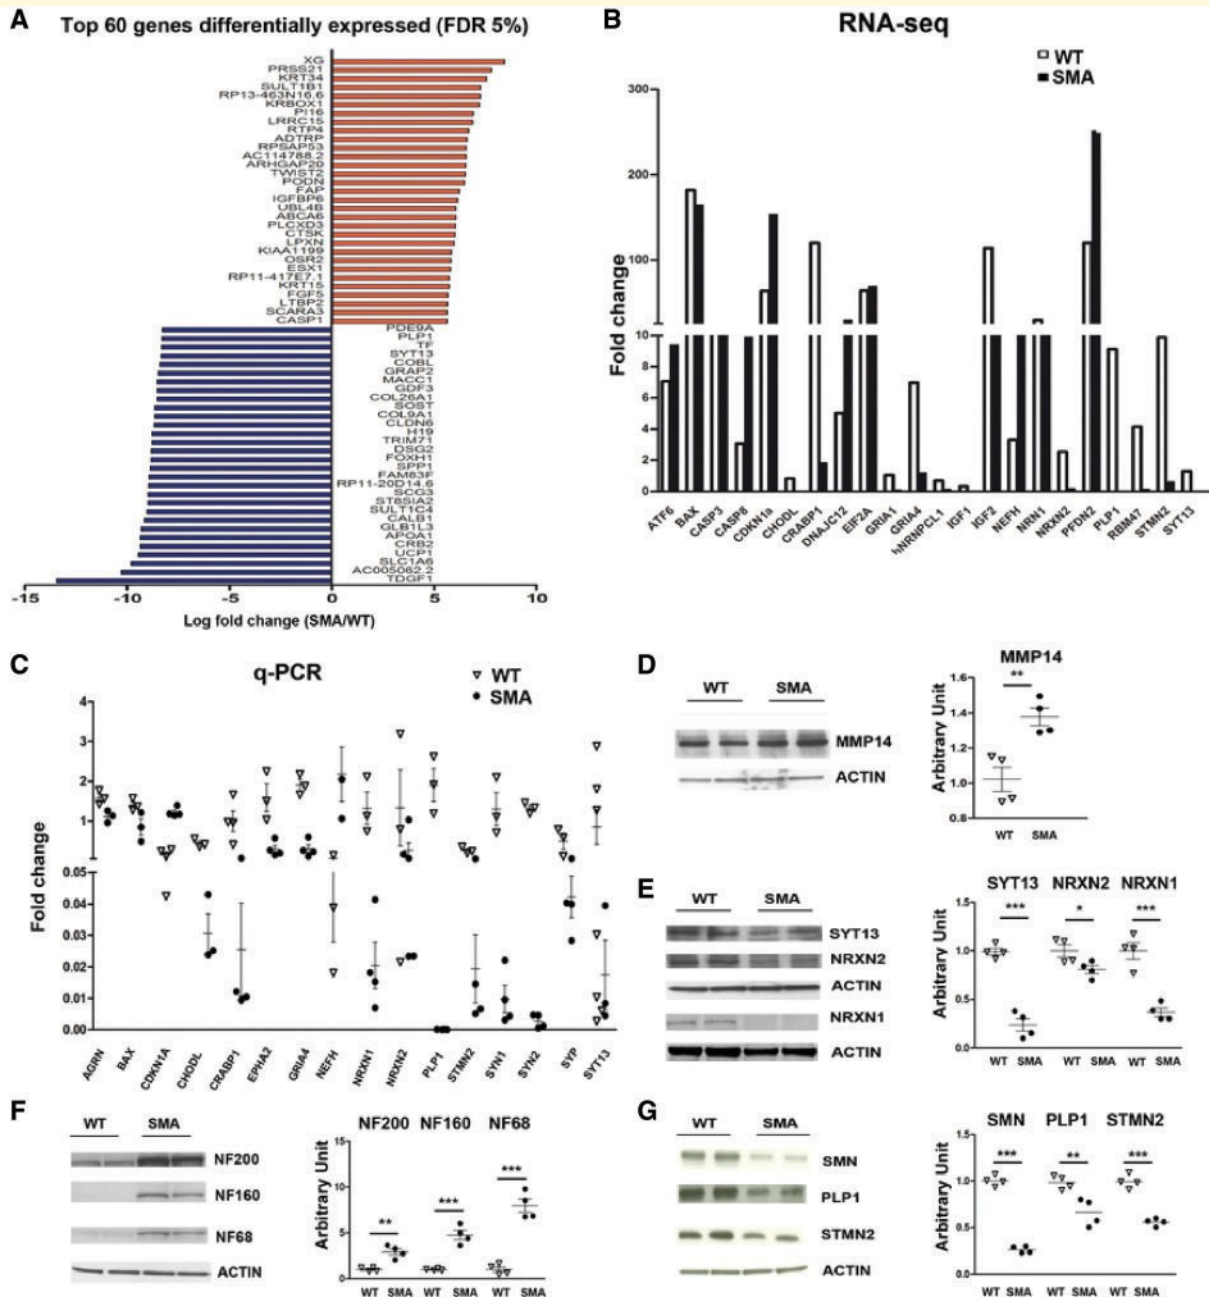 A
Top 60 genes differentially expressed (FDR 5%)
XG
PRSS21
KRT34
SULT1B1
RP13-463N16.6
KRBOX1
PI16
LRRC15
RTP4
ADTRP
RPSAP53
AC114788.2
ARHGAP20
TWIST2
PODN
FAP
IGFBP6
UBL4B
ABCA6
PLCXD3
CTSK
LPXN
KIAA1199
OSR2
ESX1
RP11-417E7.1
KRT15
FGF5
LTBP2
SCARA3
CASP1
PDE9A
PLP1
TF
SYT13
COBL
GRAP2
MACC1
GDF3
COL26A1
SOST
COL9A1
CLDN6
H19
TRIM71
DSG2
FOXH1
SPP1
FAM83F
RP11-20D14.6
SCG3
ST8SIA2
SULT1C4
CALB1
GLB1L3
APOA1
CRB2
UCP1
SLC1A6
AC005062.2
TDGF1
-15 -10 -5 0 5 10
Log fold change (SMA/WT)
B
RNA-seq
WT
SMA
Fold change
300
200
100
10
8
6
4
2
0
ATF6 BAX CASP3 CASP8 CDKN1a CHODL CRABP1 DNAJC12 EIF2A GRIA1 GRIA4 hNRNPCL1 IGF1 IGF2 NEFH NRN1 NRXN2 PFDN2 PLP1 RBM47 STMN2 SYT13
C
q-PCR
WT
SMA
Fold change
4
3
2
1
0.05
0.04
0.03
0.02
0.01
0.00
AGRN BAX CDKN1A CHODL CRABP1 EPHA2 GRIA4 NEFH NRXN1 NRXN2 PLP1 STMN2 SYN1 SYN2 SYP SYT13
D
WT SMA
MMP14
ACTIN
MMP14
**
Arbitrary Unit
1.6
1.4
1.2
1.0
0.8
WT SMA
E
WT SMA
SYT13
NRXN2
ACTIN
NRXN1
ACTIN
SYT13 NRXN2 NRXN1
*** * ***
Arbitrary Unit
1.5
1.0
0.5
0.0
WT SMA WT SMA WT SMA
F
WT SMA
NF200
NF160
NF68
ACTIN
NF200 NF160 NF68
** *** ***
Arbitrary Unit
15
10
5
0
WT SMA WT SMA WT SMA
G
WT SMA
SMN
PLP1
STMN2
ACTIN
SMN PLP1 STMN2
*** ** ***
Arbitrary Unit
1.5
1.0
0.5
0.0
WT SMA WT SMA WT SMA